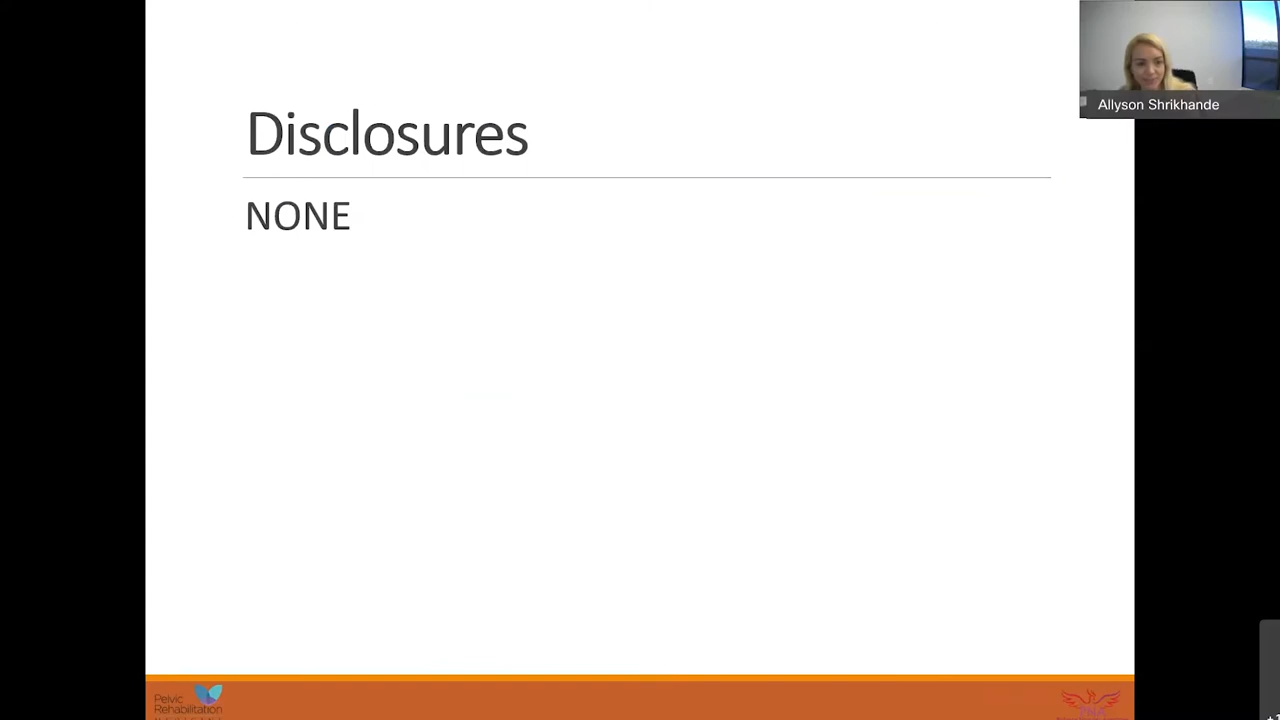 Allyson Shrikhande
Disclosures
NONE
Pelvic
Rehabilitation